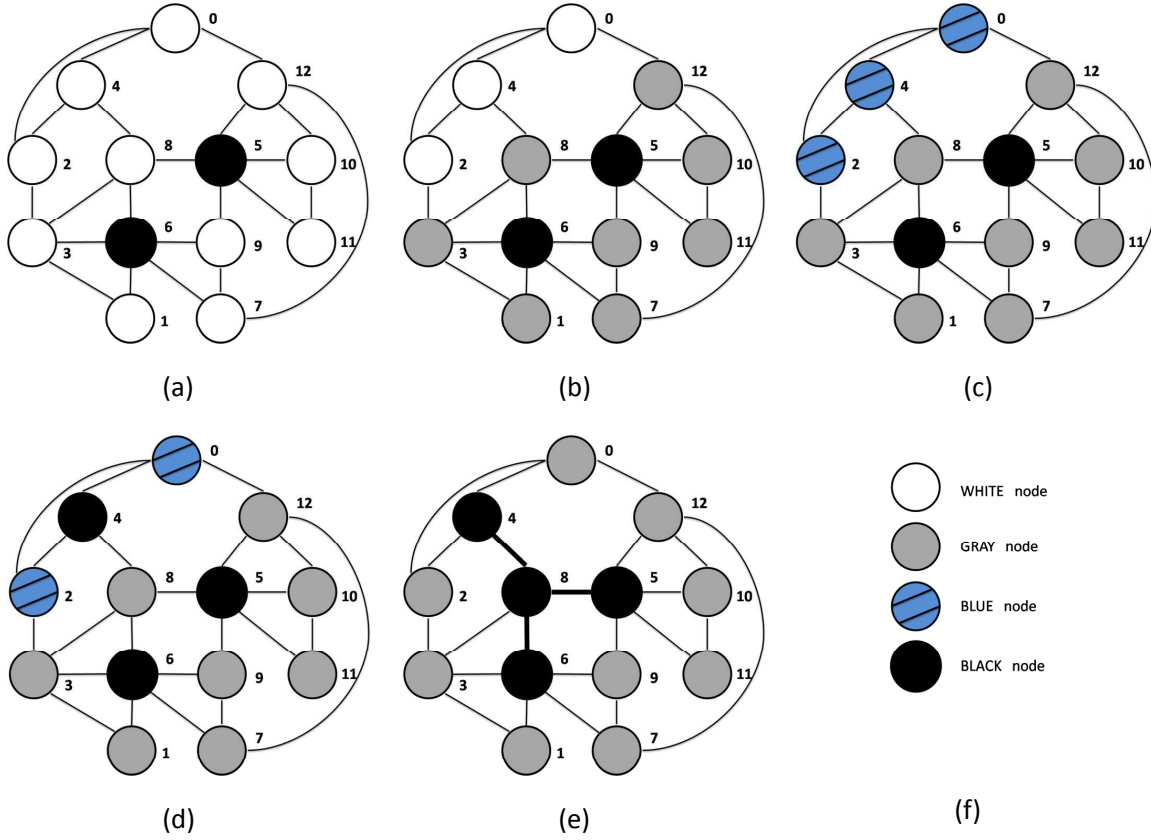 0 0 0
4 12 12 4 12
2 8 5 10 4 8 5 10 2 8 5 10
2
3 6 9 11 3 6 9 11 3 6 9 11
1 7 1 7 1 7
(a) (b) (c)
0 0
4 12 4 12
WHITE node
GRAY node
2 8 5 10 2 8 5 10
BLUE node
3 6 9 11 3 6 9 11
BLACK node
1 7 1 7
(d) (e) (f)